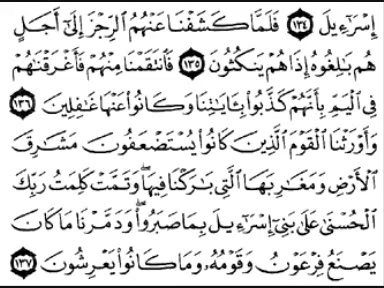 إِسْرَٰٓءِيلَ ١٣٤ فَلَمَّا كَشَفْنَا عَنْهُمُ ٱلرِّجْزَ إِلَىٰٓ أَجَلٍ
هُم بَٰلِغُوهُ إِذَا هُمْ يَنكُثُونَ ١٣٥ فَٱنتَقَمْنَا مِنْهُمْ فَأَغْرَقْنَٰهُمْ
فِى ٱلْيَمِّ بِأَنَّهُمْ كَذَّبُوا۟ بِـَٔايَٰتِنَا وَكَانُوا۟ عَنْهَا غَٰفِلِينَ ١٣٦
وَأَوْرَثْنَا ٱلْقَوْمَ ٱلَّذِينَ كَانُوا۟ يُسْتَضْعَفُونَ مَشَٰرِقَ
ٱلْأَرْضِ وَمَغَٰرِبَهَا ٱلَّتِى بَٰرَكْنَا فِيهَا ۖ وَتَمَّتْ كَلِمَتُ رَبِّكَ
ٱلْحُسْنَىٰ عَلَىٰ بَنِىٓ إِسْرَٰٓءِيلَ بِمَا صَبَرُوا۟ ۖ وَدَمَّرْنَا مَا كَانَ
يَصْنَعُ فِرْعَوْنُ وَقَوْمُهُۥ وَمَا كَانُوا۟ يَعْرِشُونَ ١٣٧